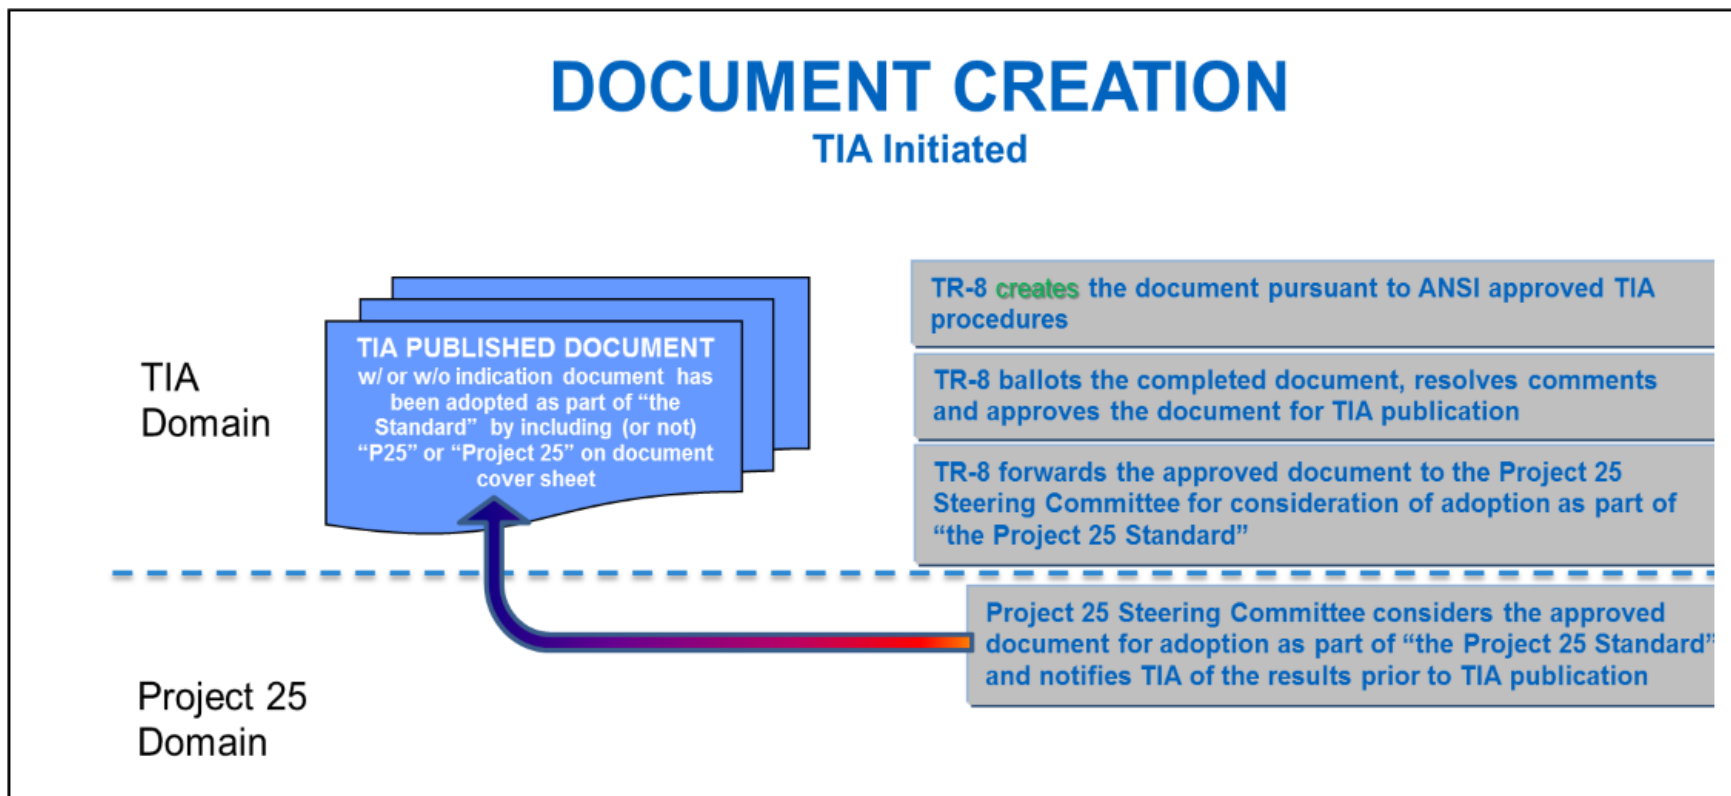 DOCUMENT CREATION
TIA Initiated
TIA
Domain
TIA PUBLISHED DOCUMENT
w/ or w/o indication document has
been adopted as part of “the
Standard” by including (or not)
“P25” or “Project 25” on document
cover sheet
TR-8 creates the document pursuant to ANSI approved TIA
procedures
TR-8 ballots the completed document, resolves comments
and approves the document for TIA publication
TR-8 forwards the approved document to the Project 25
Steering Committee for consideration of adoption as part of
“the Project 25 Standard”
Project 25 Steering Committee considers the approved
document for adoption as part of “the Project 25 Standard”
and notifies TIA of the results prior to TIA publication
Project 25
Domain